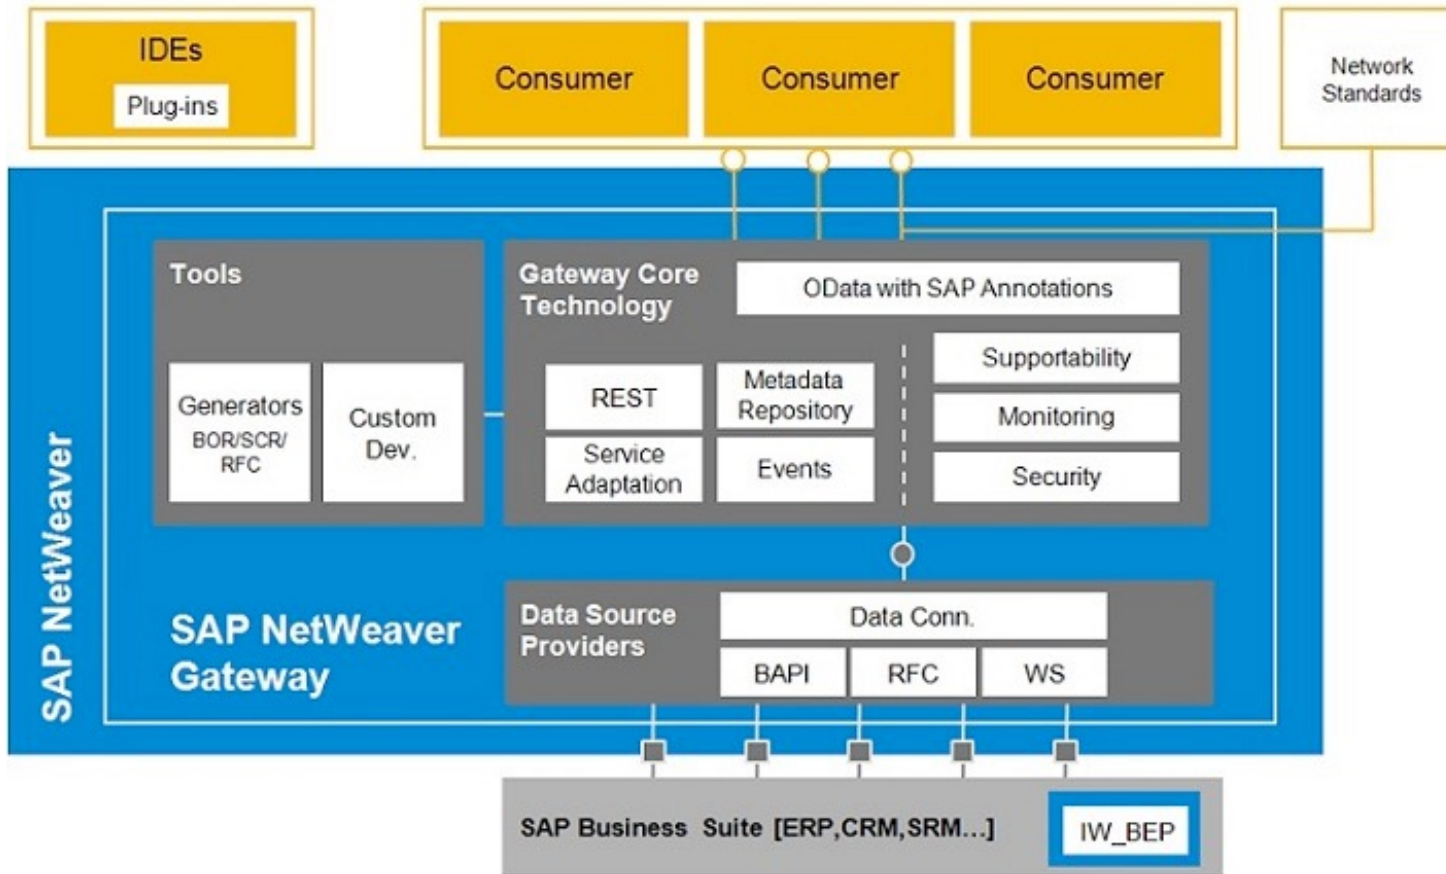 IDEs
Plug-ins
Consumer
Consumer
Consumer
Network
Standards
SAP NetWeaver
Tools
Generators
BOR/SCR/
RFC
Custom
Dev.
Gateway Core
Technology
OData with SAP Annotations
REST
Metadata
Repository
Service
Adaptation
Events
Supportability
Monitoring
Security
SAP NetWeaver
Gateway
Data Source
Providers
Data Conn.
BAPI
RFC
WS
SAP Business Suite [ERP,CRM,SRM...]
IW_BEP